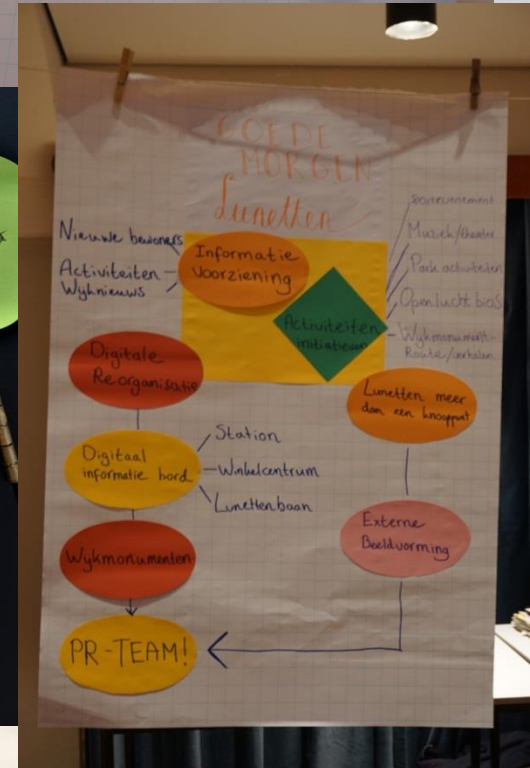 GOEDE
MORGEN
Lunetten
Nieuwe bewoners
Activiteiten
Wijknieuws
Informatie
voorziening
Activiteiten
initiatieven
Sportevenement
Muziek/theater
Park activiteiten
Openlucht bios
Wijkmonument-
Route/verhalen
Digitale
Reorganisatie
Digitaal
informatie bord
Station
Winkelcentrum
Lunettenbaan
Wijkmonumenten
PR-TEAM!
Lunetten meer
dan een knooppunt
Externe
Beeldvorming